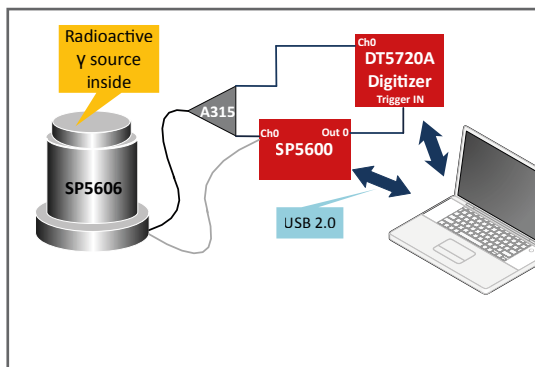 Radioactive
γ source
inside
SP5606
A315
Ch0
DT5720A
Digitizer
Trigger IN
Ch0
Out 0
SP5600
USB 2.0